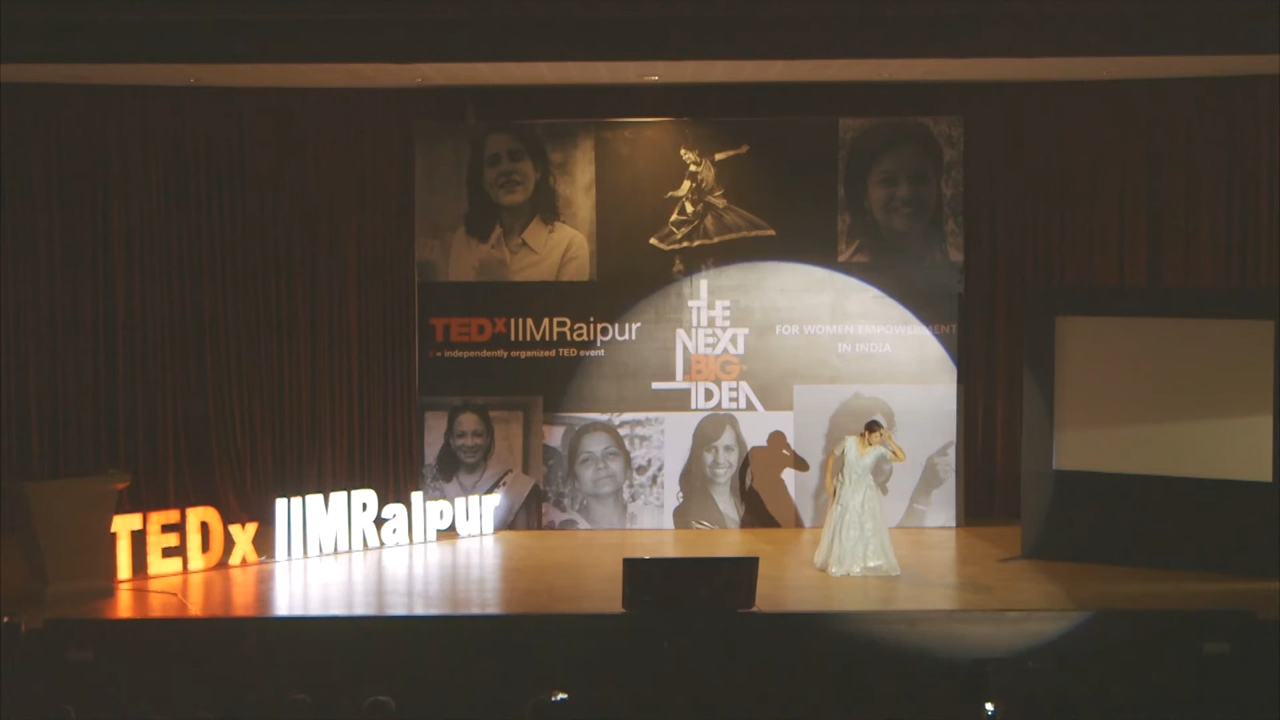 TEDxIIMRaipur
x = independently organized TED event
THE
NEXT
BIG
IDEA
FOR WOMEN EMPOWERMENT
IN INDIA
TEDx IIMRaipur